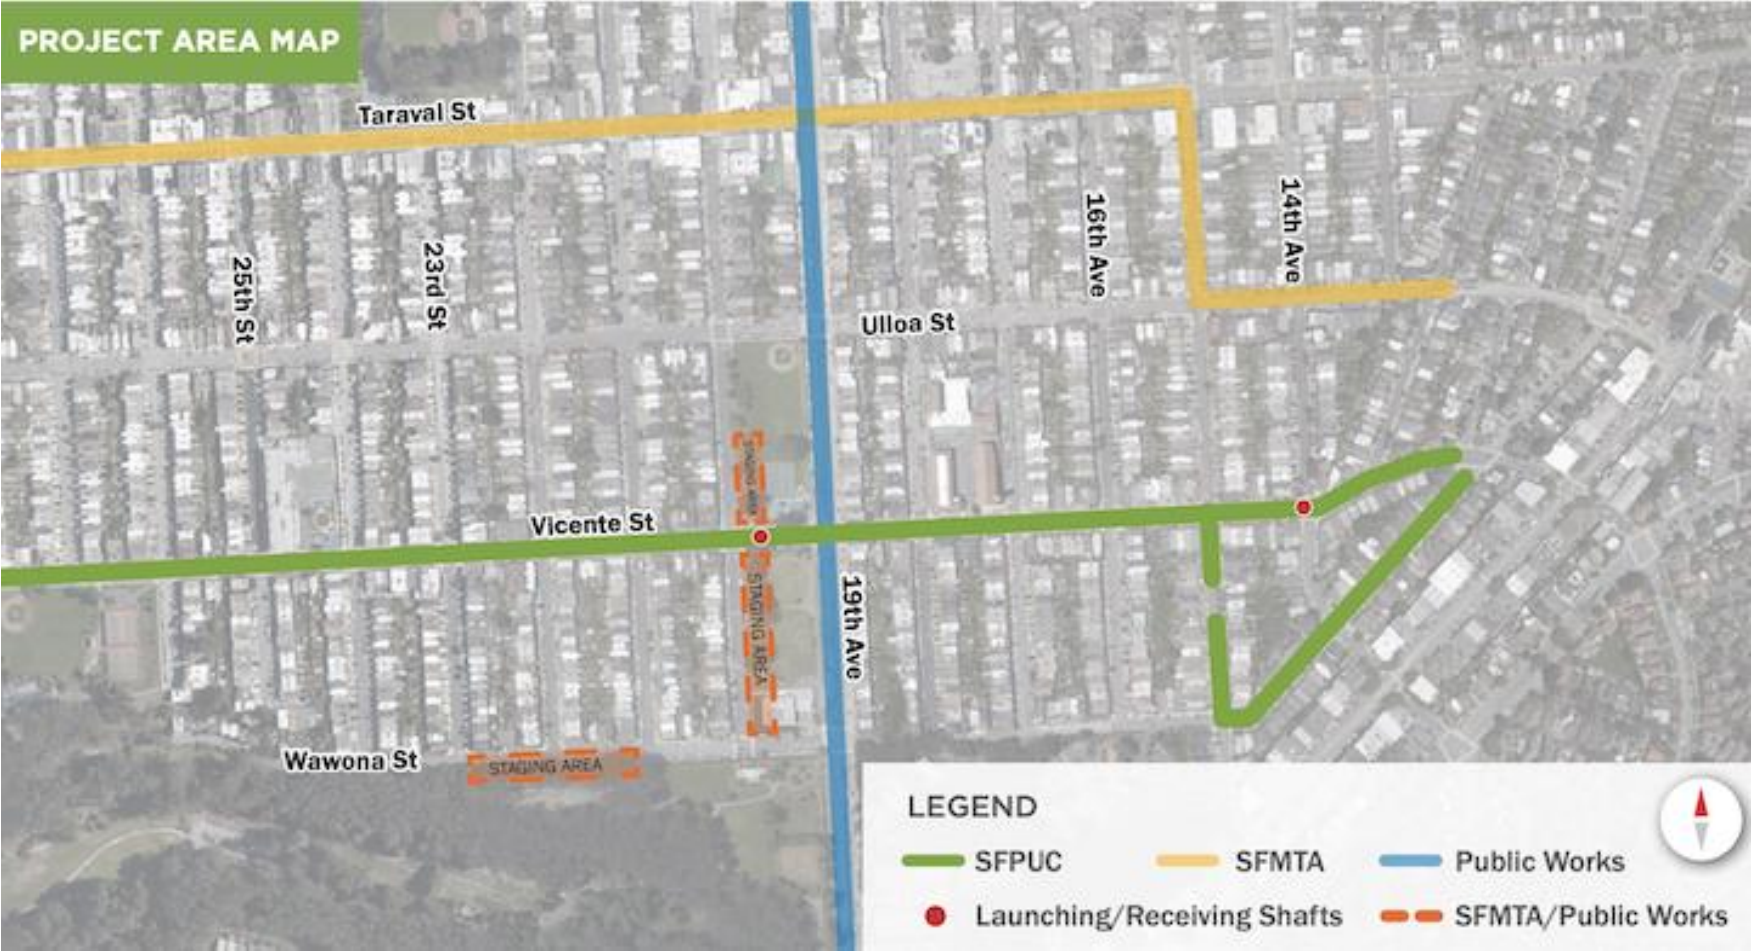 PROJECT AREA MAP
Taraval St
25th St
23rd St
16th Ave
14th Ave
Ulloa St
STAGING AREA
Vicente St
STAGING AREA
19th Ave
Wawona St
STAGING AREA
LEGEND
SFPUC
SFMTA
Public Works
Launching/Receiving Shafts
SFMTA/Public Works